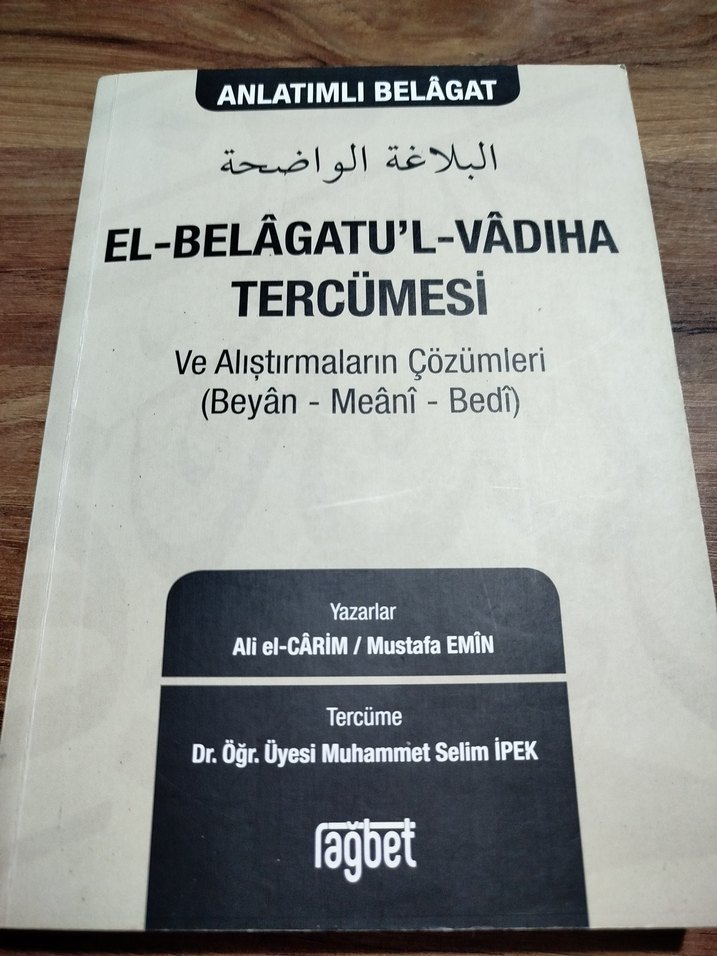 ANLATIMLI BELÂGAT
البلاغة الواضحة
EL-BELÂGATU'L-VÂDIHA
TERCÜMESİ
Ve Alıştırmaların Çözümleri
(Beyân - Meânî - Bedî)
Yazarlar
Ali el-CÂRİM / Mustafa EMÎN
Tercüme
Dr. Öğr. Üyesi Muhammet Selim İPEK
rağbet